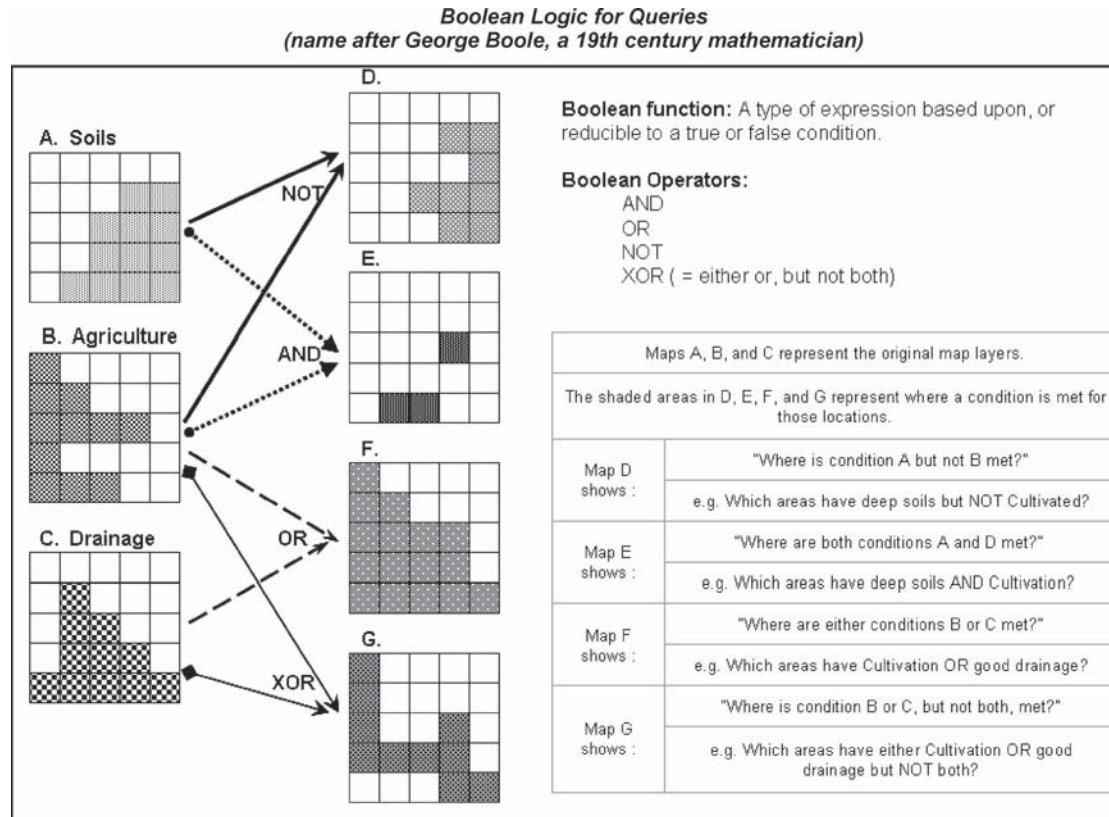 Boolean Logic for Queries
(name after George Boole, a 19th century mathematician)
D.
A. Soils
NOT
E.
B. Agriculture
AND
F.
C. Drainage
OR
G.
XOR
Boolean function: A type of expression based upon, or
reducible to a true or false condition.
Boolean Operators:
AND
OR
NOT
XOR ( = either or, but not both)
Maps A, B, and C represent the original map layers.
The shaded areas in D, E, F, and G represent where a condition is met for
those locations.
Map D
shows :
"Where is condition A but not B met?"
e.g. Which areas have deep soils but NOT Cultivated?
Map E
shows :
"Where are both conditions A and D met?"
e.g. Which areas have deep soils AND Cultivation?
Map F
shows :
"Where are either conditions B or C met?"
e.g. Which areas have Cultivation OR good drainage?
Map G
shows :
"Where is condition B or C, but not both, met?"
e.g. Which areas have either Cultivation OR good
drainage but NOT both?